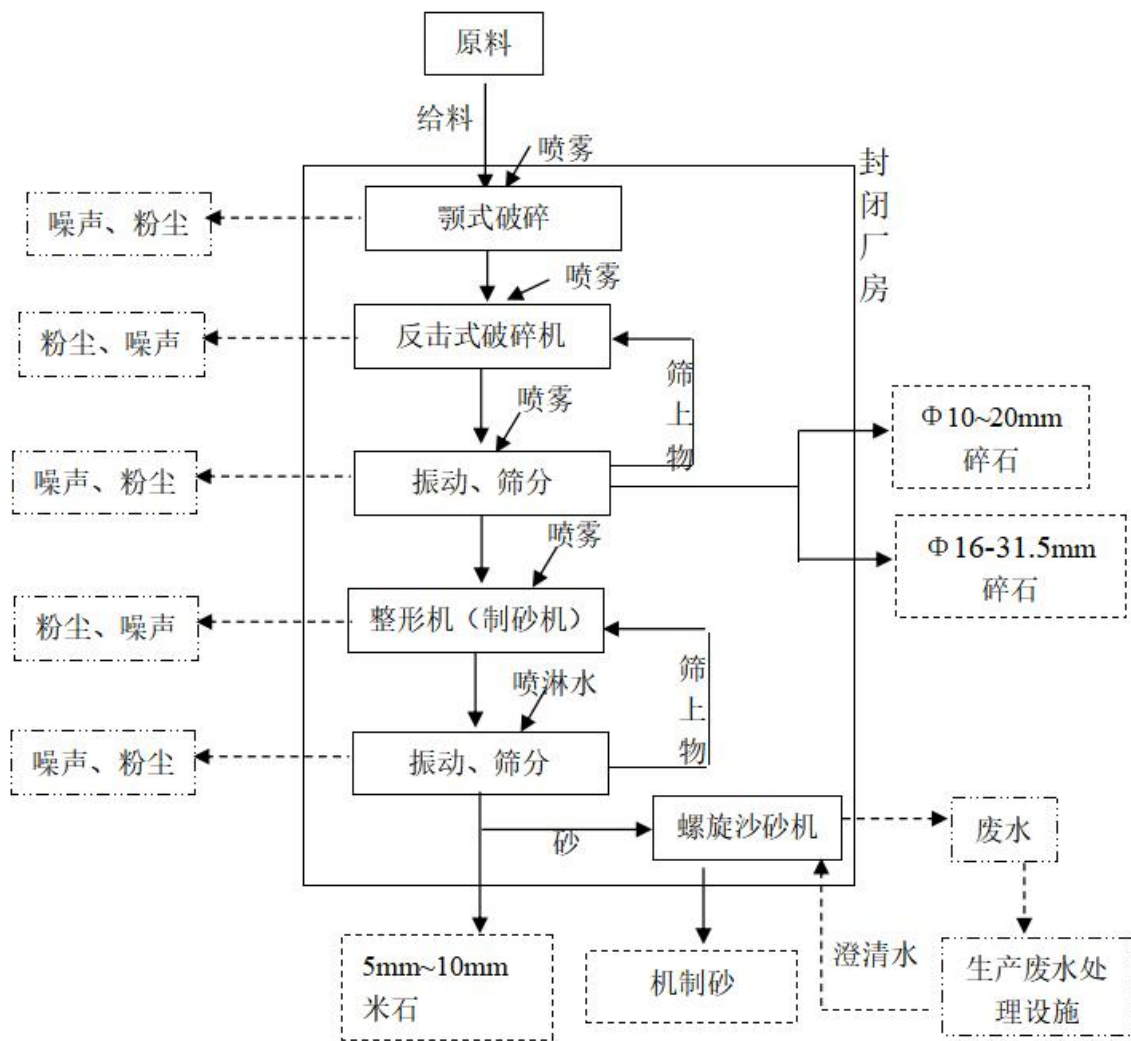 原料
给料
喷雾
封闭厂房
噪声、粉尘
颚式破碎
喷雾
粉尘、噪声
反击式破碎机
筛上物
喷雾
Φ10~20mm
碎石
噪声、粉尘
振动、筛分
喷雾
Φ16-31.5mm
碎石
粉尘、噪声
整形机（制砂机）
筛上物
喷淋水
噪声、粉尘
振动、筛分
砂
螺旋沙砂机
废水
5mm~10mm
米石
机制砂
澄清水
生产废水处
理设施